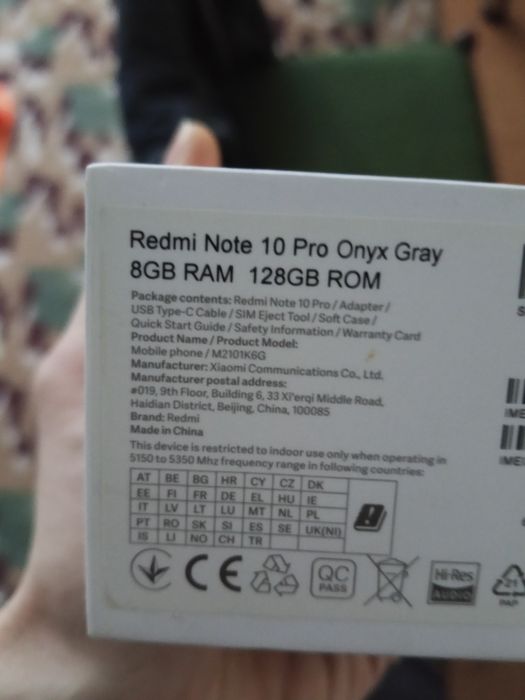 Redmi Note 10 Pro Onyx Gray
8GB RAM 128GB ROM
Package contents: Redmi Note 10 Pro / Adapter /
USB Type-C Cable / SIM Eject Tool / Soft Case /
Quick Start Guide / Safety Information / Warranty Card
Product Name / Product Model:
Mobile phone / M2101K6G
Manufacturer: Xiaomi Communications Co., Ltd.
Manufacturer postal address:
#019, 9th Floor, Building 6, 33 Xi'erqi Middle Road,
Haidian District, Beijing, China, 100085
Brand: Redmi
Made in China
This device is restricted to indoor use only when operating in
5150 to 5350 Mhz frequency range in following countries:
AT BE BG HR CY CZ DK
EE FI FR DE EL HU IE
IT LV LT LU MT NL PL
PT RO SK SI ES SE UK(NI)
IS LI NO CH TR
CE
QC
PASS
Hi-Res
AUDIO
21
PAP
IME
IME